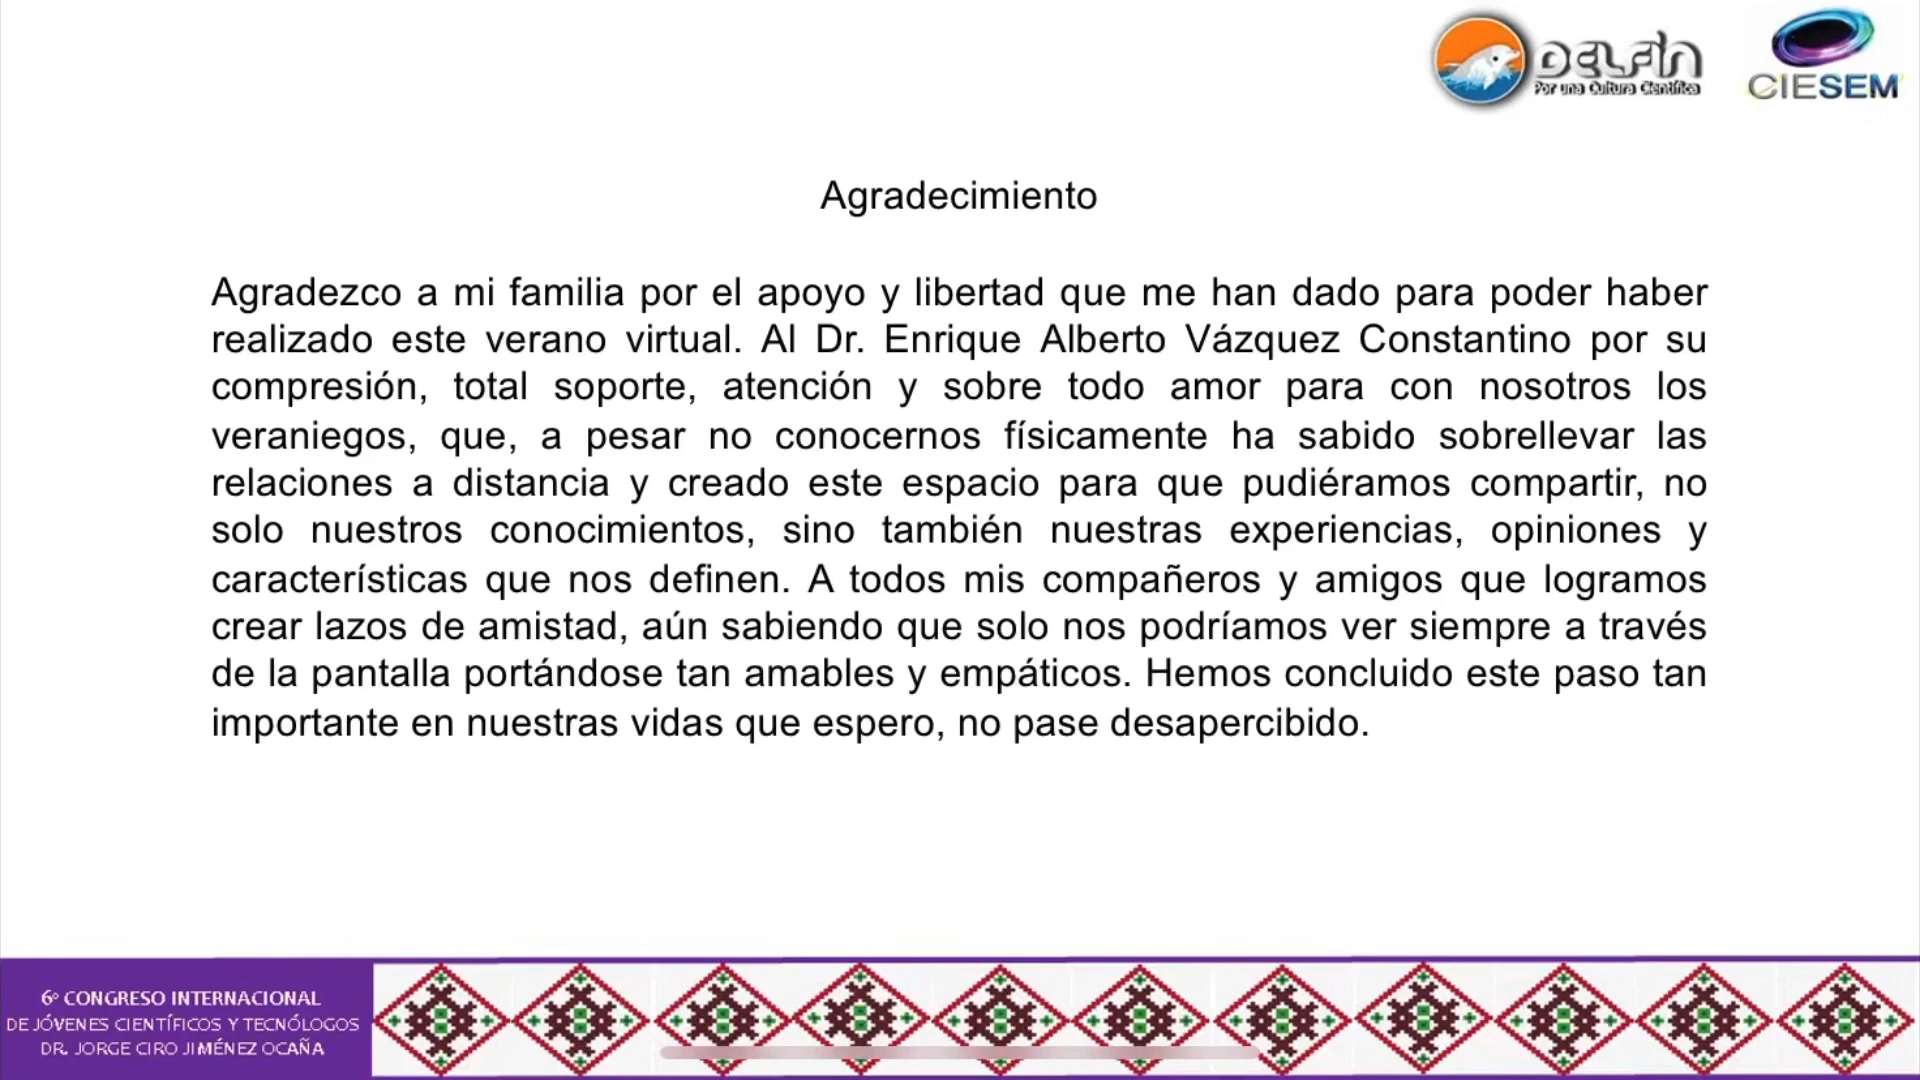 DELFÍN
Por una Cultura Científica
CIESEM
Agradecimiento
Agradezco a mi familia por el apoyo y libertad que me han dado para poder haber
realizado este verano virtual. Al Dr. Enrique Alberto Vázquez Constantino por su
compresión, total soporte, atención y sobre todo amor para con nosotros los
veraniegos, que, a pesar no conocernos físicamente ha sabido sobrellevar las
relaciones a distancia y creado este espacio para que pudiéramos compartir, no
solo nuestros conocimientos, sino también nuestras experiencias, opiniones y
características que nos definen. A todos mis compañeros y amigos que logramos
crear lazos de amistad, aún sabiendo que solo nos podríamos ver siempre a través
de la pantalla portándose tan amables y empáticos. Hemos concluido este paso tan
importante en nuestras vidas que espero, no pase desapercibido.
6º CONGRESO INTERNACIONAL
DE JÓVENES CIENTÍFICOS Y TECNÓLOGOS
DR. JORGE CIRO JIMÉNEZ OCAÑA